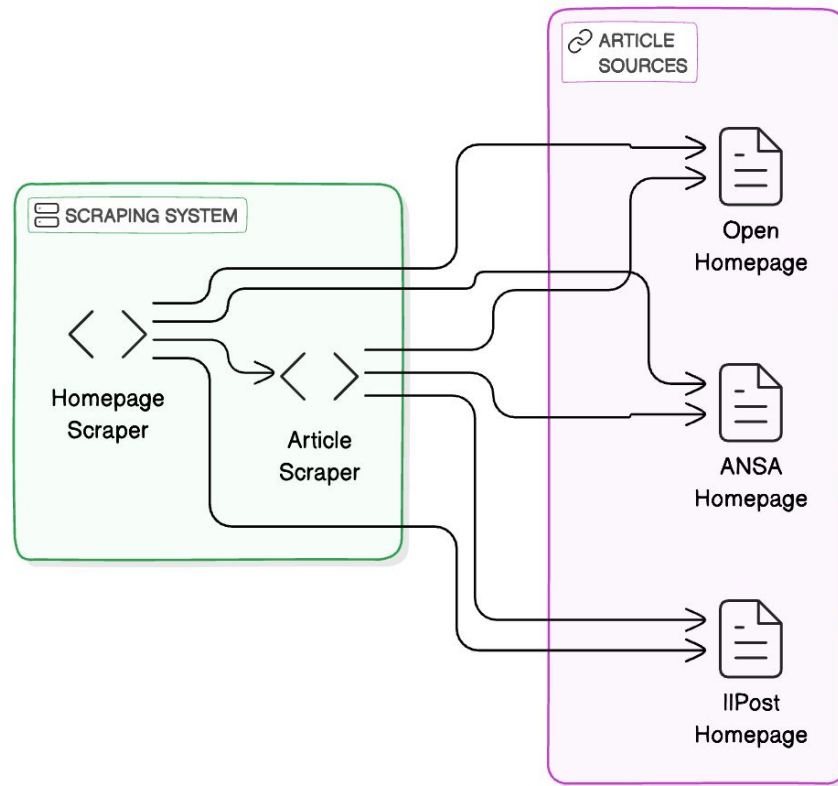 ARTICLE
SOURCES
SCRAPING SYSTEM
Open
Homepage
Homepage
Scraper
Article
Scraper
ANSA
Homepage
IlPost
Homepage